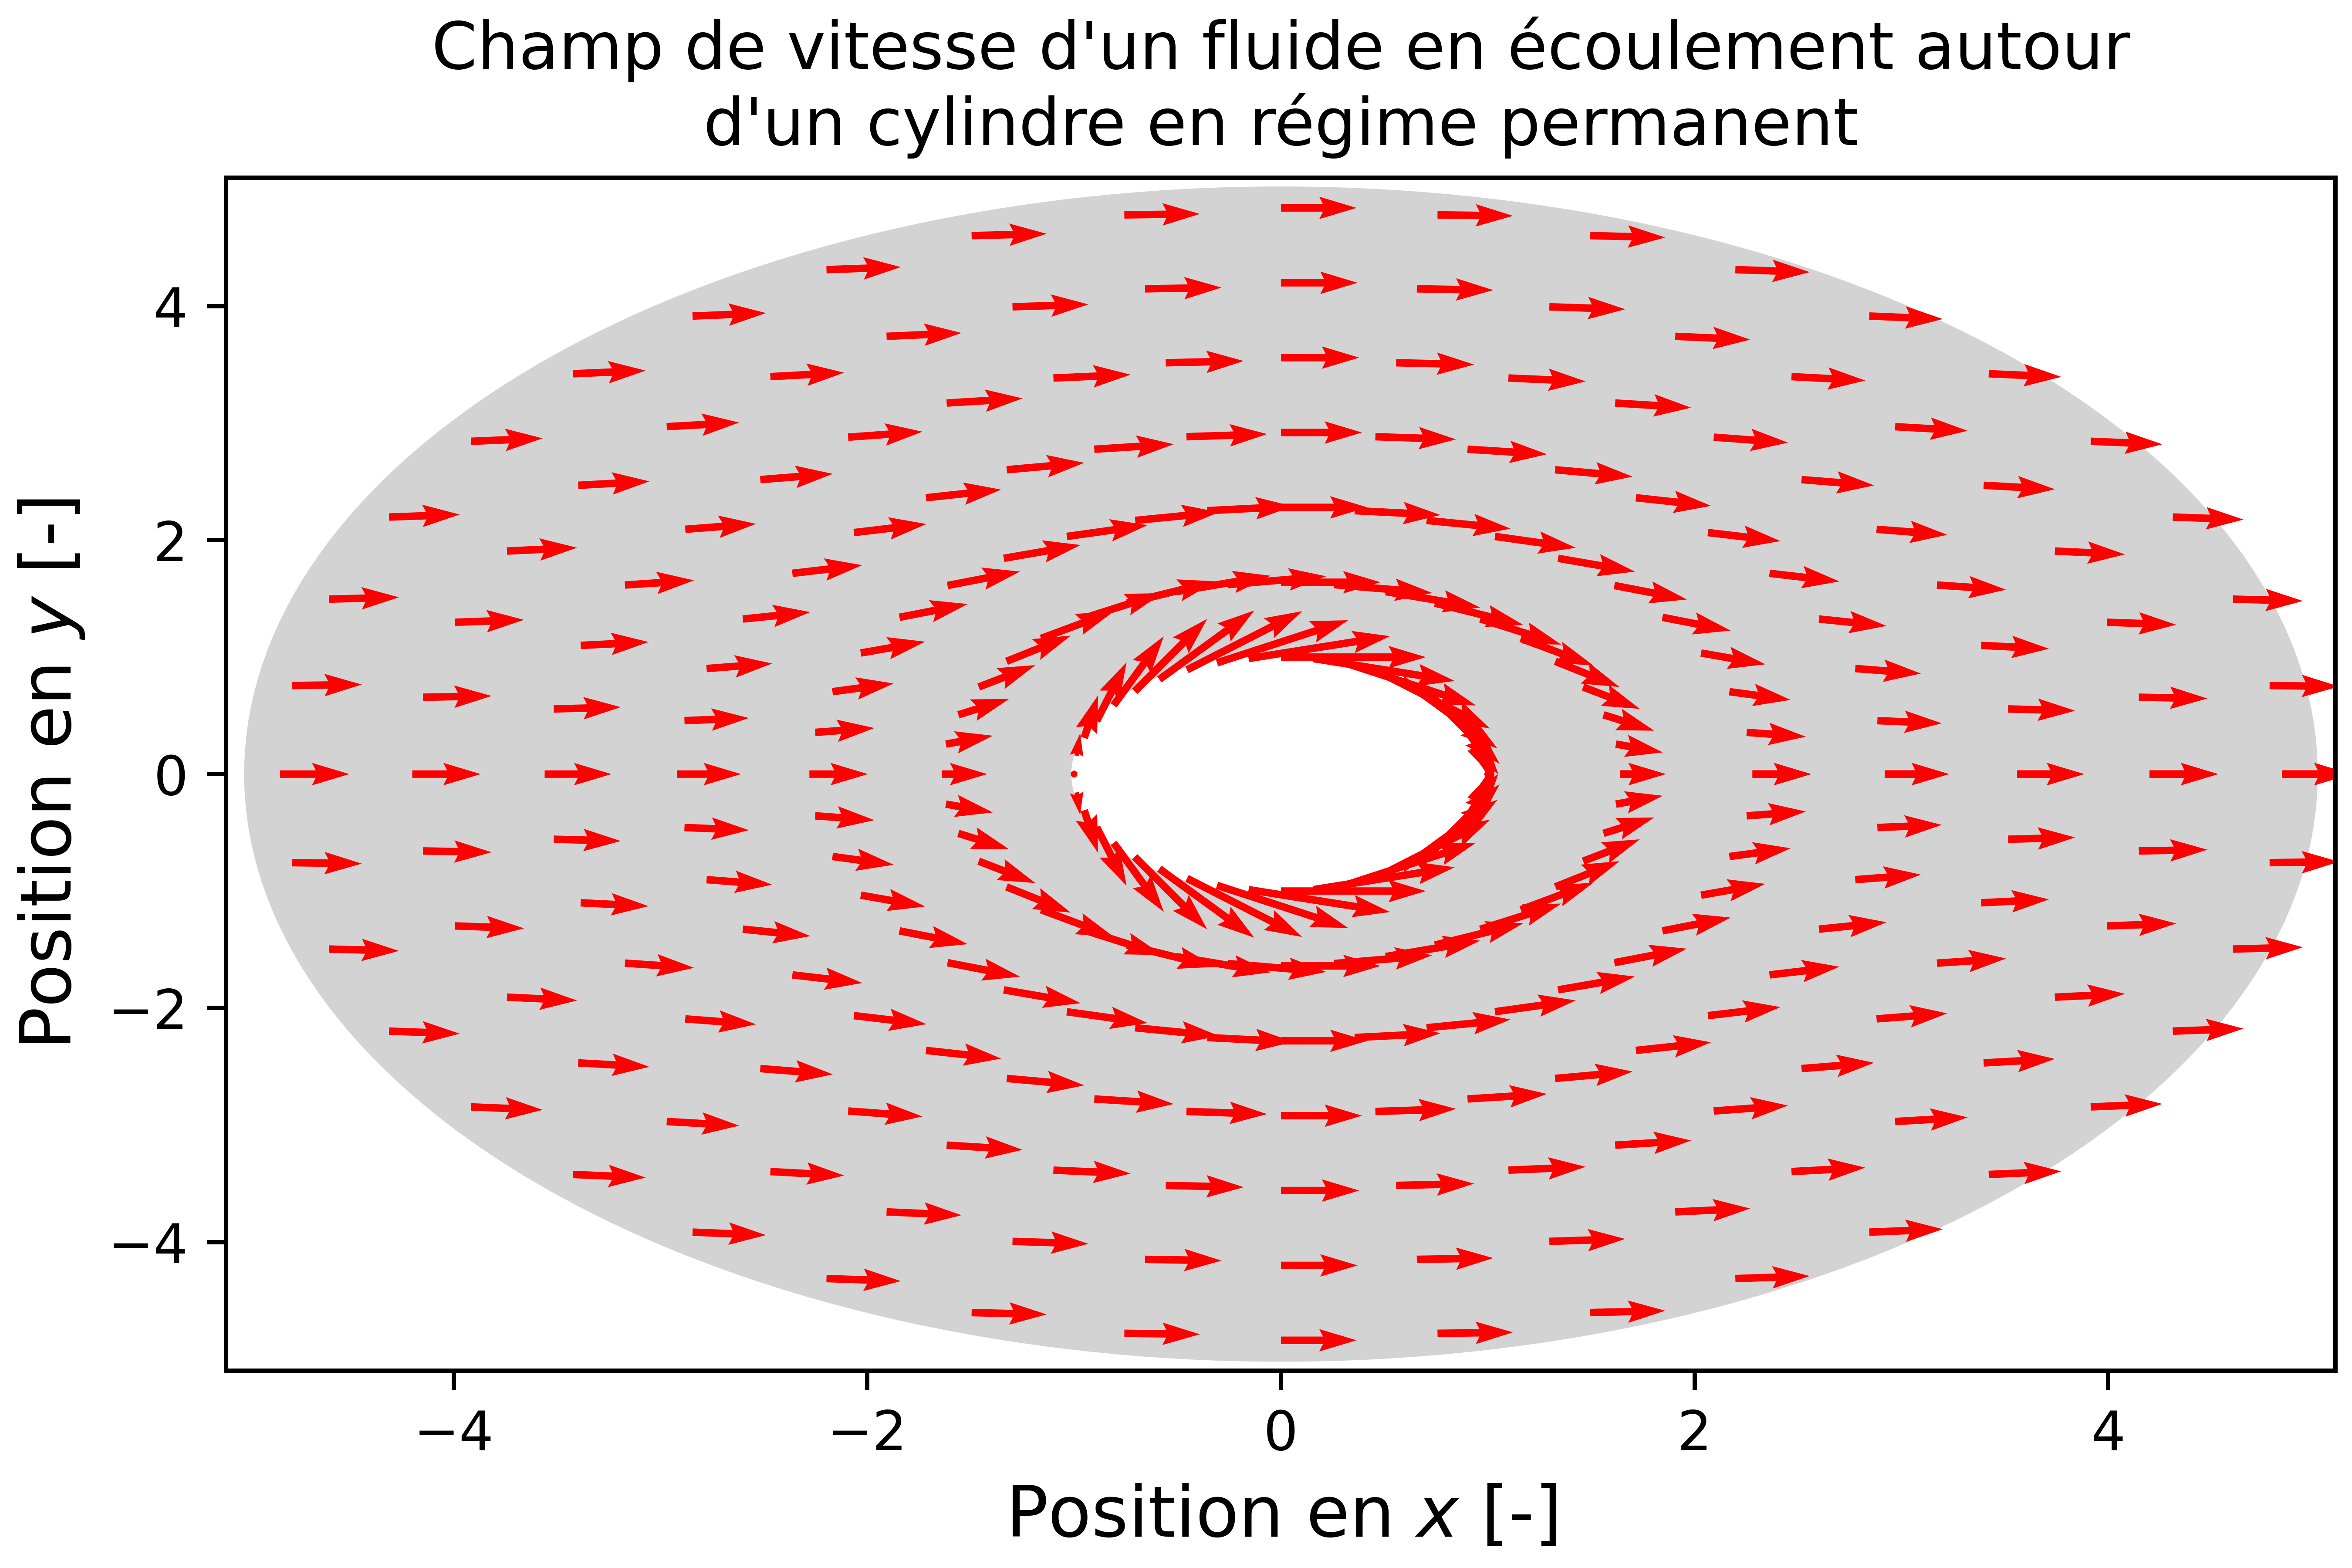 Champ de vitesse d'un fluide en écoulement autour
d'un cylindre en régime permanent
Position en y [-]
4
2
0
−2
−4
−4
−2
0
2
4
Position en x [-]